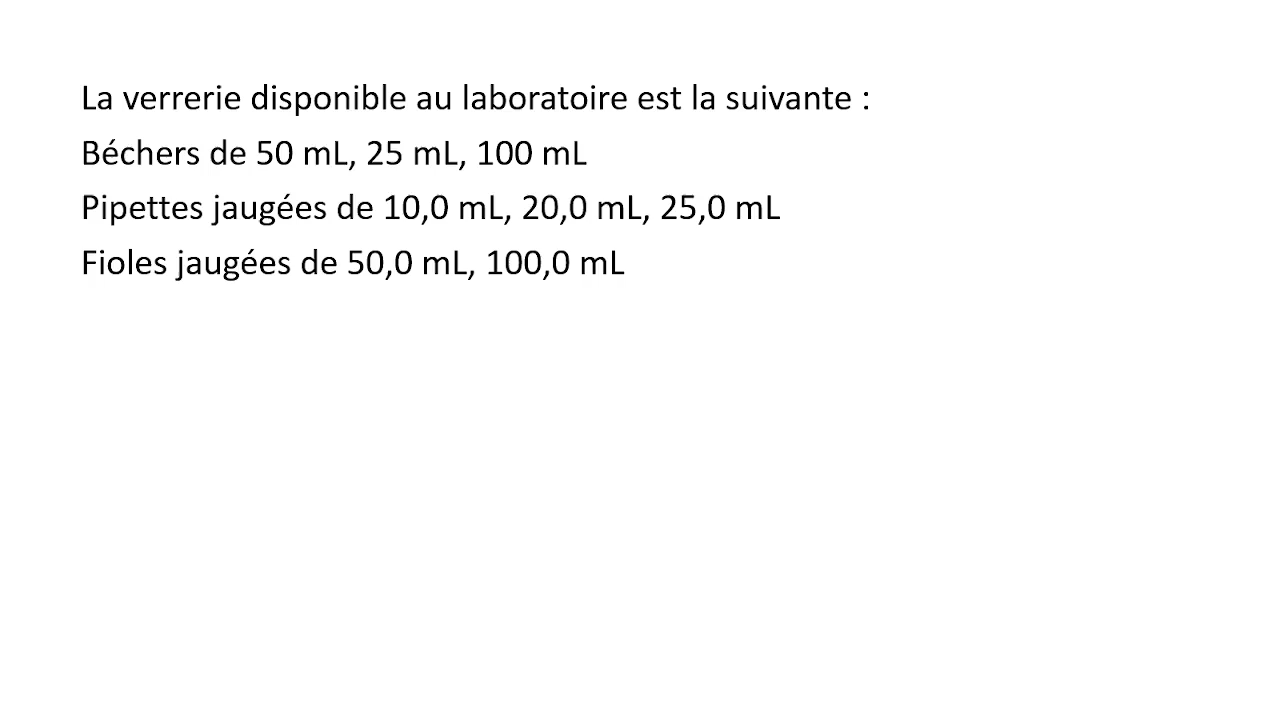 La verrerie disponible au laboratoire est la suivante :
Béchers de 50 mL, 25 mL, 100 mL
Pipettes jaugées de 10,0 mL, 20,0 mL, 25,0 mL
Fioles jaugées de 50,0 mL, 100,0 mL